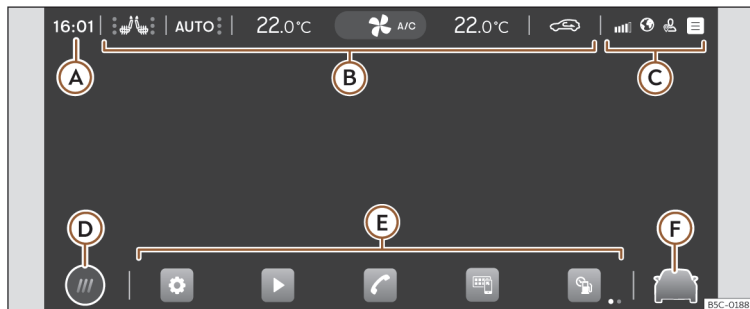 16:01 AUTO 22.0°C A/C 22.0°C
A B C
D E F
B5C-0188